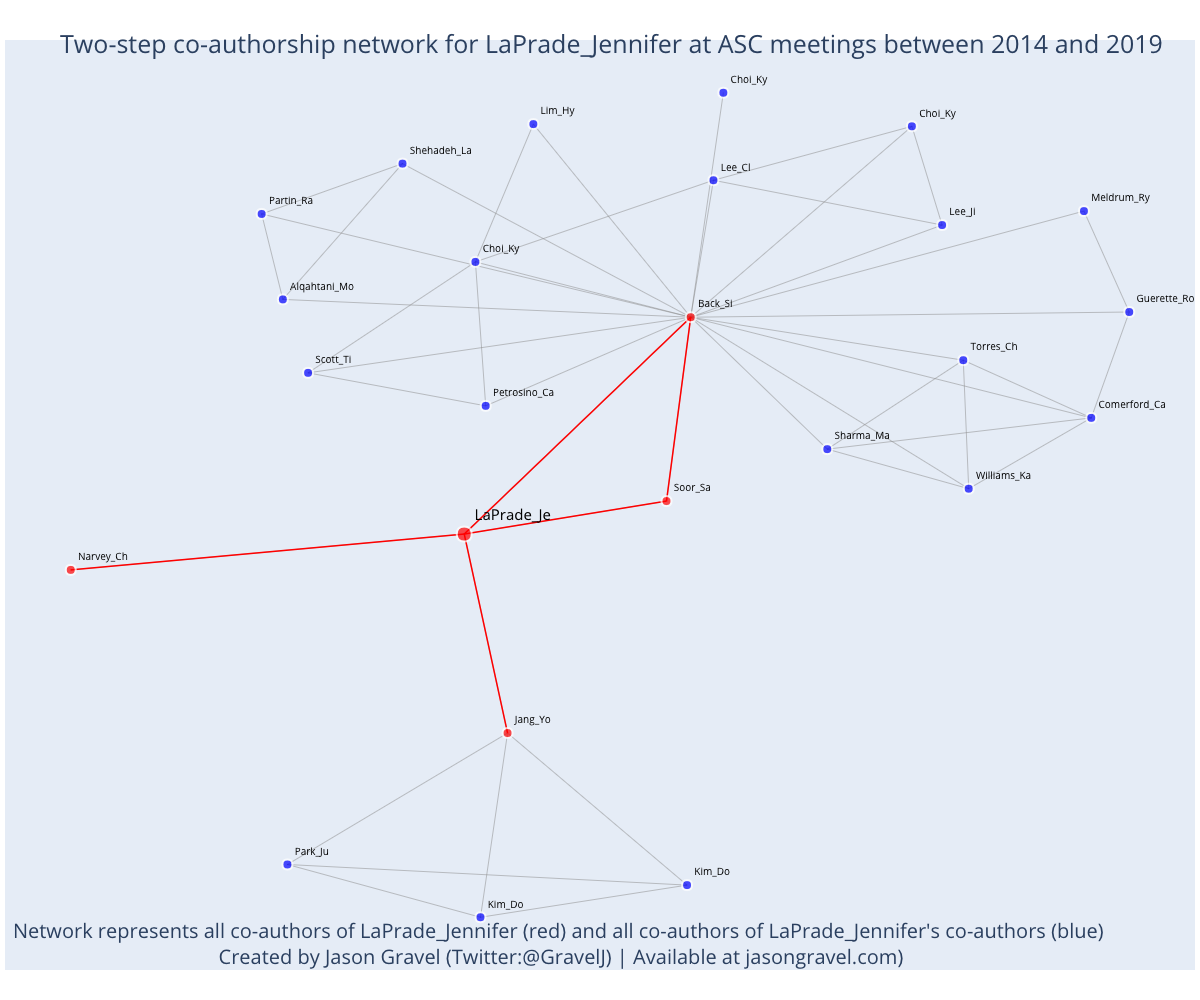 Two-step co-authorship network for LaPrade_Jennifer at ASC meetings between 2014 and 2019
Choi_Ky
Lim_Hy
Choi_Ky
Shehadeh_La
Lee_Cl
Partin_Ra
Meldrum_Ry
Lee_Ji
Choi_Ky
Alqahtani_Mo
Guerette_Ro
Back_Si
Torres_Ch
Scott_Ti
Petrosino_Ca
Comerford_Ca
Sharma_Ma
Williams_Ka
Soor_Sa
LaPrade_Je
Narvey_Ch
Jang_Yo
Park_Ju
Kim_Do
Kim_Do
Network represents all co-authors of LaPrade_Jennifer (red) and all co-authors of LaPrade_Jennifer's co-authors (blue)
Created by Jason Gravel (Twitter:@GravelJ) | Available at jasongravel.com)